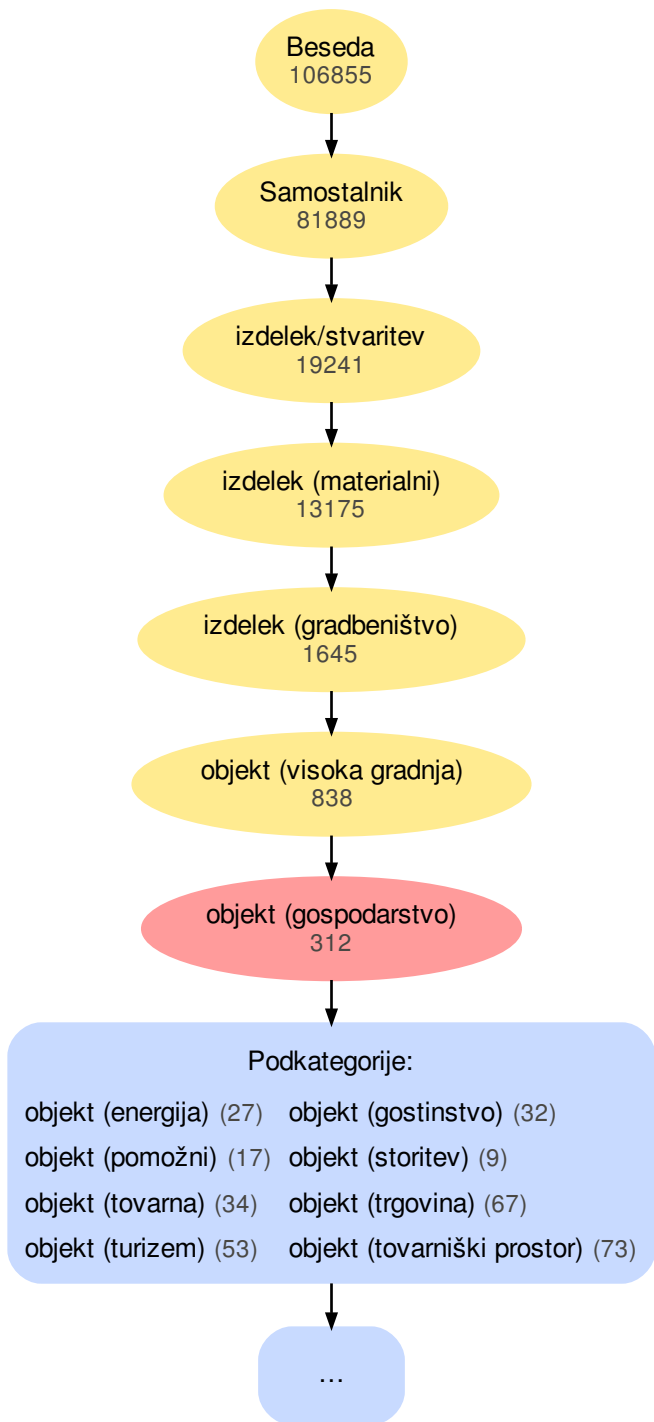 Beseda
106855
Samostalnik
81889
izdelek/stvaritev
19241
izdelek (materialni)
13175
izdelek (gradbeništvo)
1645
objekt (visoka gradnja)
838
objekt (gospodarstvo)
312
Podkategorije:
objekt (energija) (27) objekt (gostinstvo) (32)
objekt (pomožni) (17) objekt (storitev) (9)
objekt (tovarna) (34) objekt (trgovina) (67)
objekt (turizem) (53) objekt (tovarniški prostor) (73)
...